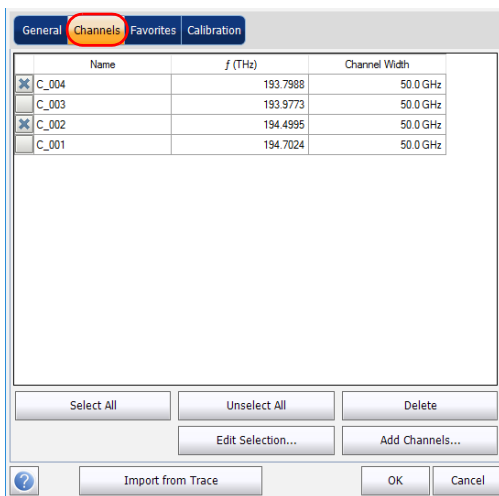 General Channels Favorites Calibration
Name f (THz) Channel Width
C_004 193.7988 50.0 GHz
C_003 193.9773 50.0 GHz
C_002 194.4995 50.0 GHz
C_001 194.7024 50.0 GHz
Select All Unselect All Delete
Edit Selection... Add Channels...
? Import from Trace OK Cancel